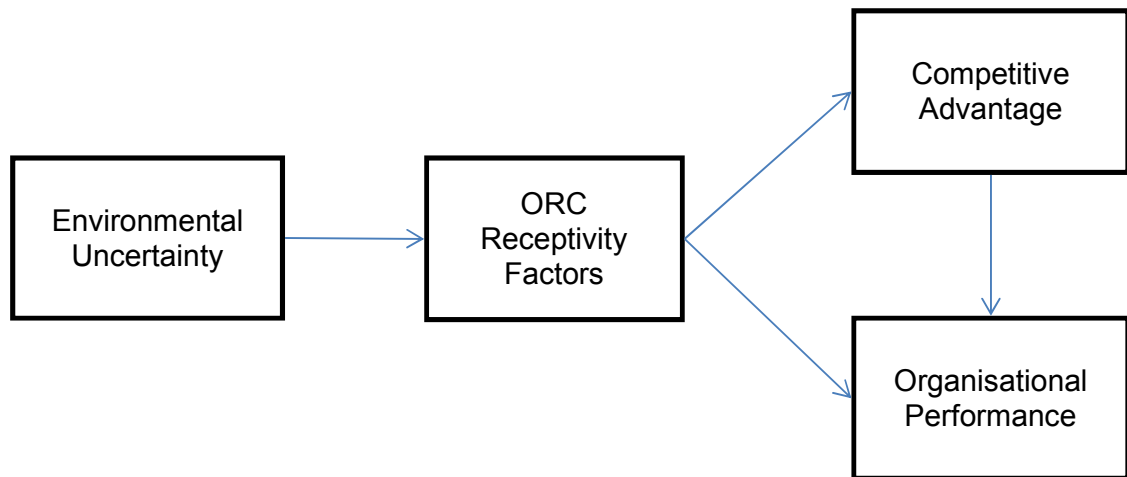 Environmental
Uncertainty
ORC
Receptivity
Factors
Competitive
Advantage
Organisational
Performance